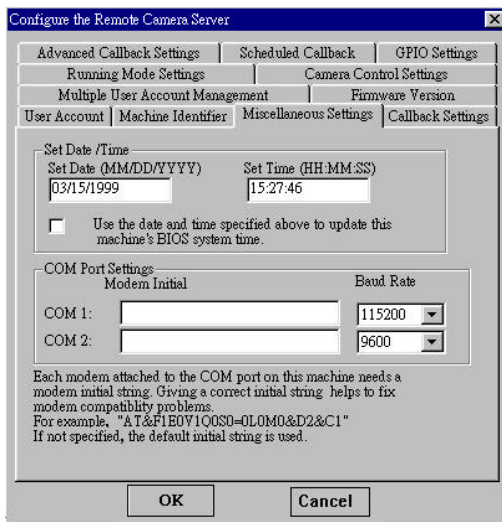 Configure the Remote Camera Server
Advanced Callback Settings Scheduled Callback GPIO Settings
Running Mode Settings Camera Control Settings
Multiple User Account Management Firmware Version
User Account Machine Identifier Miscellaneous Settings Callback Settings
Set Date /Time
Set Date (MM/DD/YYYY) Set Time (HH:MM:SS)
03/15/1999 15:27:46
Use the date and time specified above to update this
machine's BIOS system time.
COM Port Settings
Modem Initial Baud Rate
COM 1: 115200
COM 2: 9600
Each modem attached to the COM port on this machine needs a
modem initial string. Giving a correct initial string helps to fix
modem compatiblity problems.
For example, "AT&F1E0V1Q0S0=0L0M0&D2&C1"
If not specified, the default initial string is used.
OK Cancel